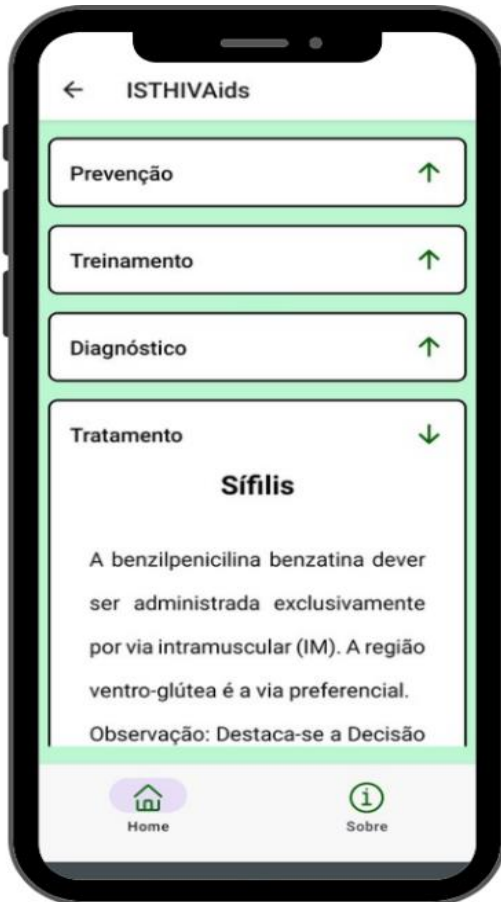 ISTHIVAids
Prevenção
Treinamento
Diagnóstico
Tratamento
Sífilis
A benzilpenicilina benzatina dever
ser administrada exclusivamente
por via intramuscular (IM). A região
ventro-glútea é a via preferencial.
Observação: Destaca-se a Decisão
Home
Sobre